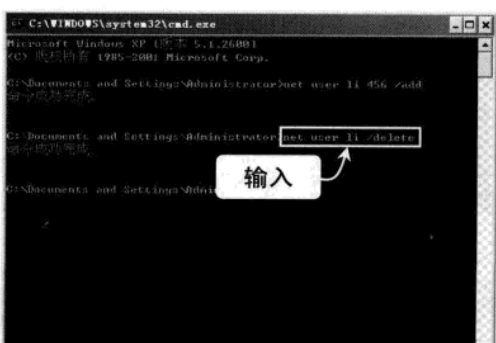 C:\WINDOWS\system32\cmd.exe
Microsoft Windows XP [版本 5.1.2600]
(C) 版权所有 1985-2001 Microsoft Corp.
C:\Documents and Settings\Administrator>net user li 456 /add
命令成功完成。
C:\Documents and Settings\Administrator>net user li /delete
命令成功完成。
C:\Documents and Settings\Admin
输入